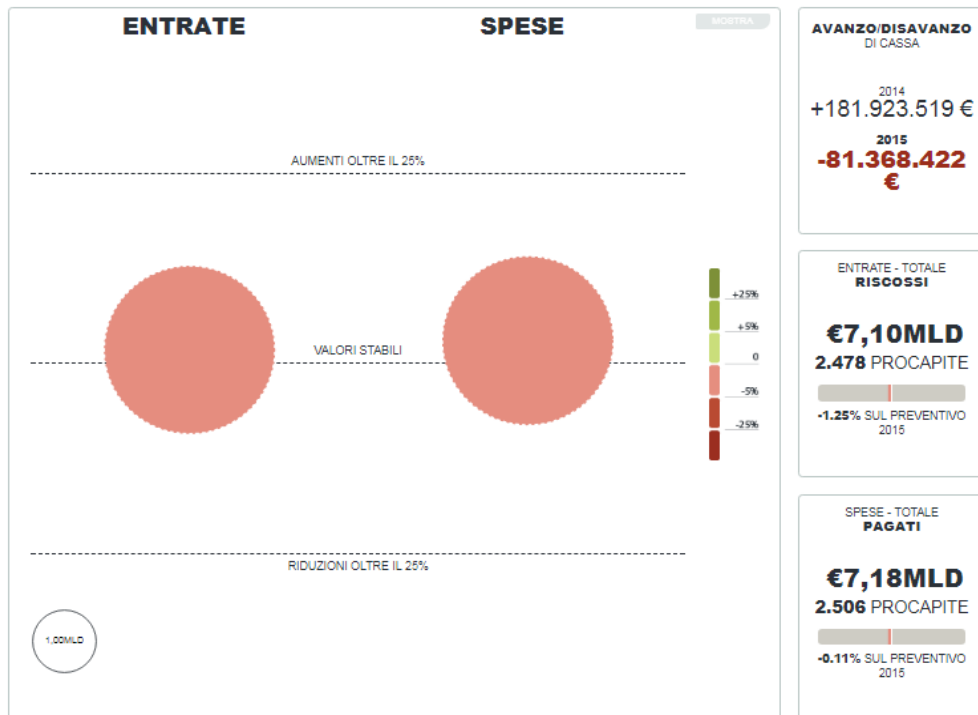 ENTRATE
SPESE
MOSTRA
AUMENTI OLTRE IL 25%
VALORI STABILI
RIDUZIONI OLTRE IL 25%
+25%
+5%
0
-5%
-25%
1,00MLD
AVANZO/DISAVANZO
DI CASSA
2014
+181.923.519 €
2015
-81.368.422
€
ENTRATE - TOTALE
RISCOSSI
€7,10MLD
2.478 PROCAPITE
-1.25% SUL PREVENTIVO
2015
SPESE - TOTALE
PAGATI
€7,18MLD
2.506 PROCAPITE
-0.11% SUL PREVENTIVO
2015